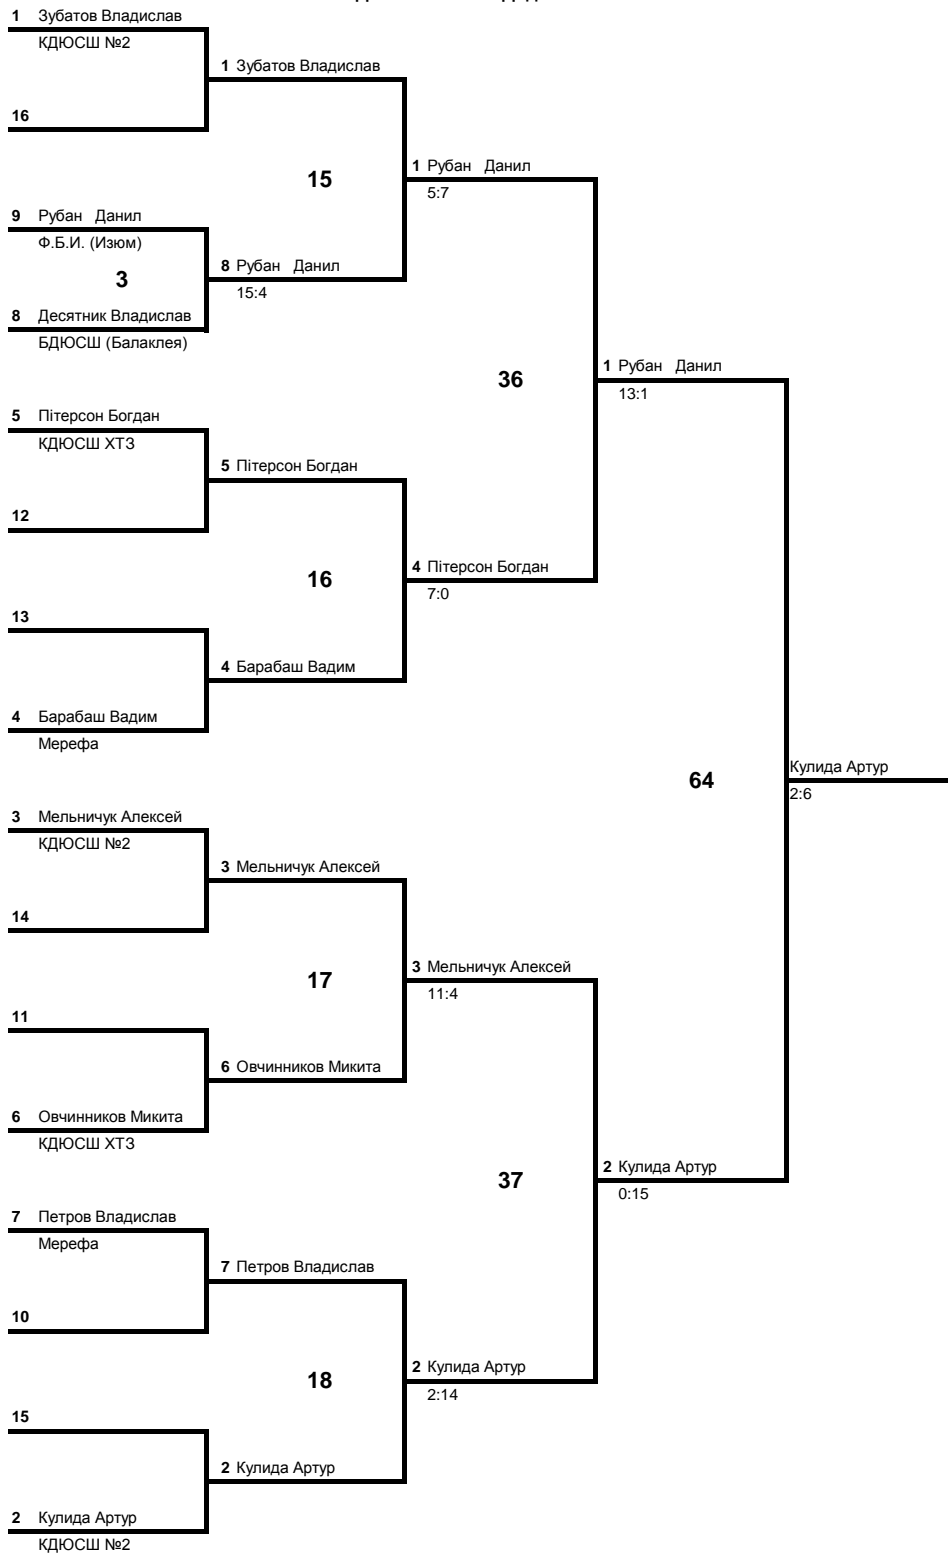 1 Зубатов Владислав
КДЮСШ №2
1 Зубатов Владислав
16
1 Рубан Данил
15
5:7
9 Рубан Данил
Ф.Б.И. (Изюм)
8 Рубан Данил
3
15:4
8 Десятник Владислав
БДЮСШ (Балаклея)
1 Рубан Данил
36
13:1
5 Пітерсон Богдан
КДЮСШ ХТЗ
5 Пітерсон Богдан
12
4 Пітерсон Богдан
16
7:0
13
4 Барабаш Вадим
4 Барабаш Вадим
Мерефа
Кулида Артур
64
2:6
3 Мельничук Алексей
КДЮСШ №2
3 Мельничук Алексей
14
3 Мельничук Алексей
17
11:4
11
6 Овчинников Микита
6 Овчинников Микита
КДЮСШ ХТЗ
2 Кулида Артур
37
0:15
7 Петров Владислав
Мерефа
7 Петров Владислав
10
2 Кулида Артур
18
2:14
15
2 Кулида Артур
2 Кулида Артур
КДЮСШ №2